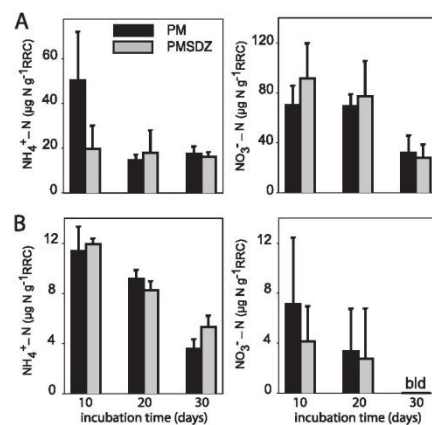 A
PM
PMSDZ
NH₄⁺–N (µg N g⁻¹RRC)
60
40
20
0
NO₃⁻–N (µg N g⁻¹RRC)
120
80
40
0
B
NH₄⁺–N (µg N g⁻¹RRC)
12
8
4
0
10 20 30
incubation time (days)
NO₃⁻–N (µg N g⁻¹RRC)
12
8
4
0
bld
10 20 30
incubation time (days)